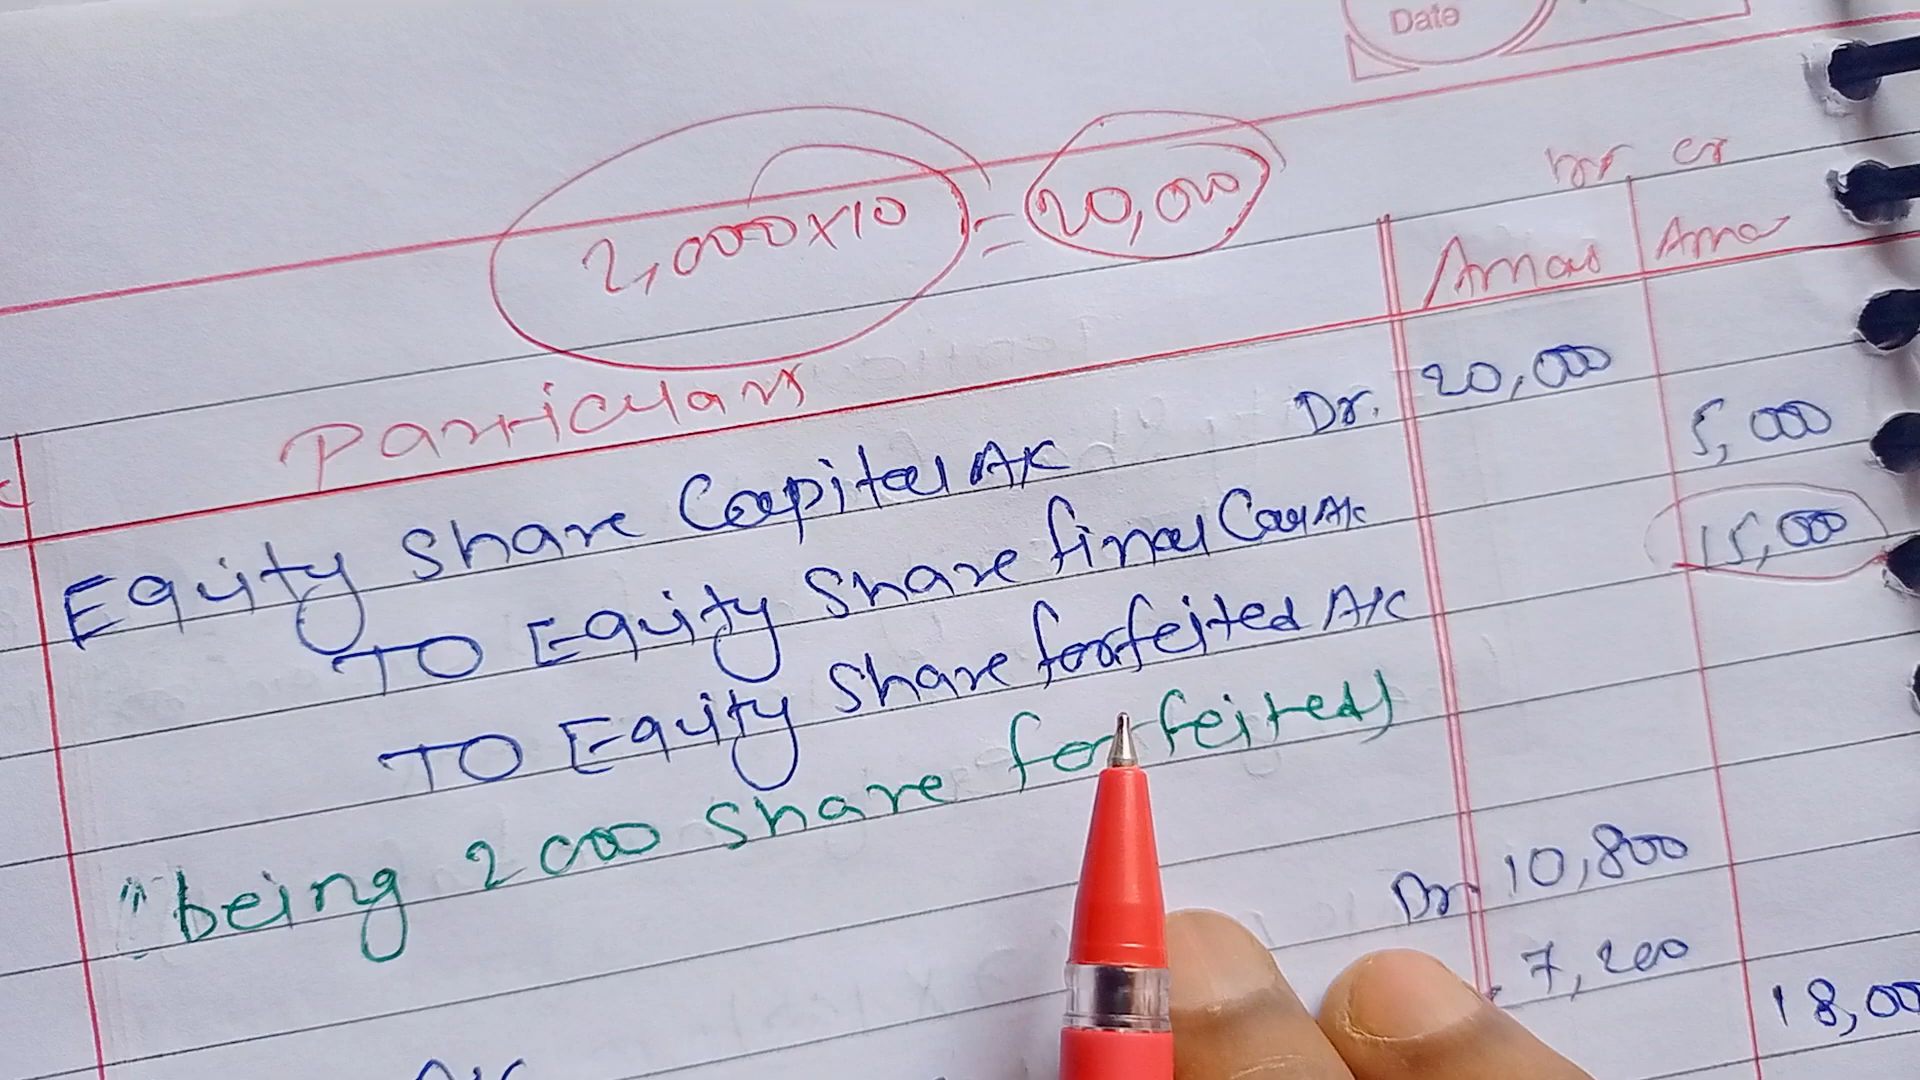 Date
2,000x10 = 20,000
Dr Cr
Particulars Amou Amo
Equity Share Capital A/c Dr. 20,000
TO Equity Share final Call A/c 5,000
TO Equity Share forfeited A/c 15,000
"being 2000 Share forfeited)
Dr 10,800
7,200
18,00
A/c